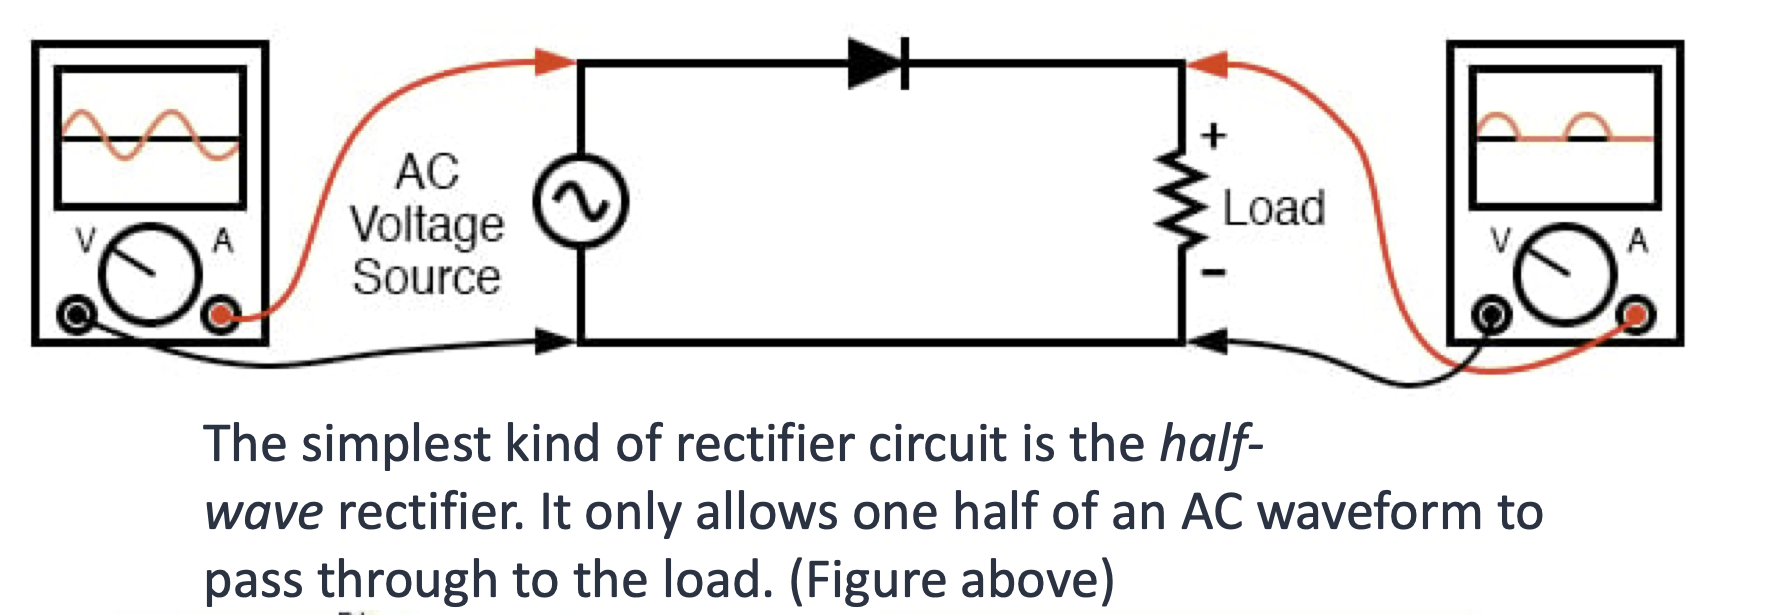 V A
AC
Voltage
Source
+
Load
−
V A
The simplest kind of rectifier circuit is the half-
wave rectifier. It only allows one half of an AC waveform to
pass through to the load. (Figure above)